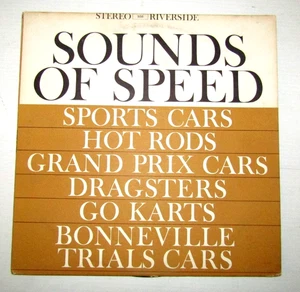 STEREO RIVERSIDE
SOUNDS
OF SPEED
SPORTS CARS
HOT RODS
GRAND PRIX CARS
DRAGSTERS
GO KARTS
BONNEVILLE
TRIALS CARS